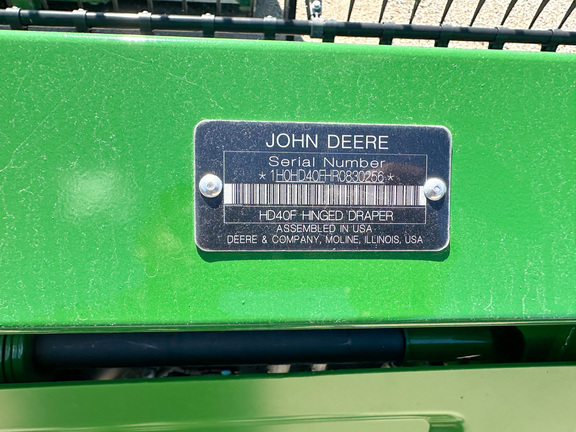 JOHN DEERE
Serial Number
*1H0HD40FHR0830256*
HD40F HINGED DRAPER
ASSEMBLED IN USA
DEERE & COMPANY, MOLINE, ILLINOIS, USA